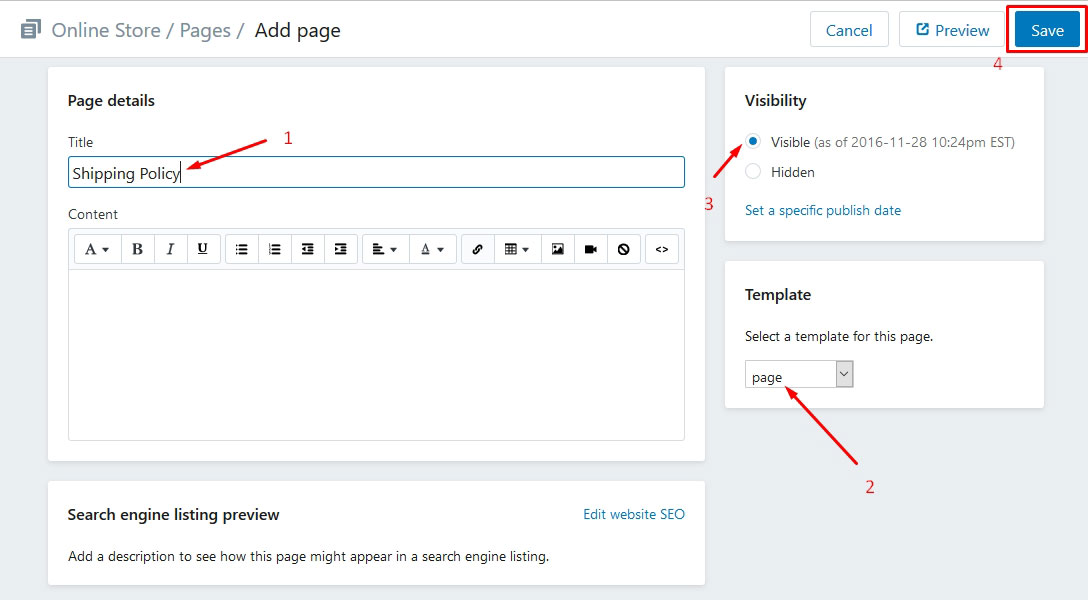 Online Store / Pages / Add page
Cancel
Preview
Save
4
Page details
Title
1
Shipping Policy
Content
A
B
I
U
A
<>
Search engine listing preview
Edit website SEO
Add a description to see how this page might appear in a search engine listing.
Visibility
Visible (as of 2016-11-28 10:24pm EST)
3
Hidden
Set a specific publish date
Template
Select a template for this page.
page
2